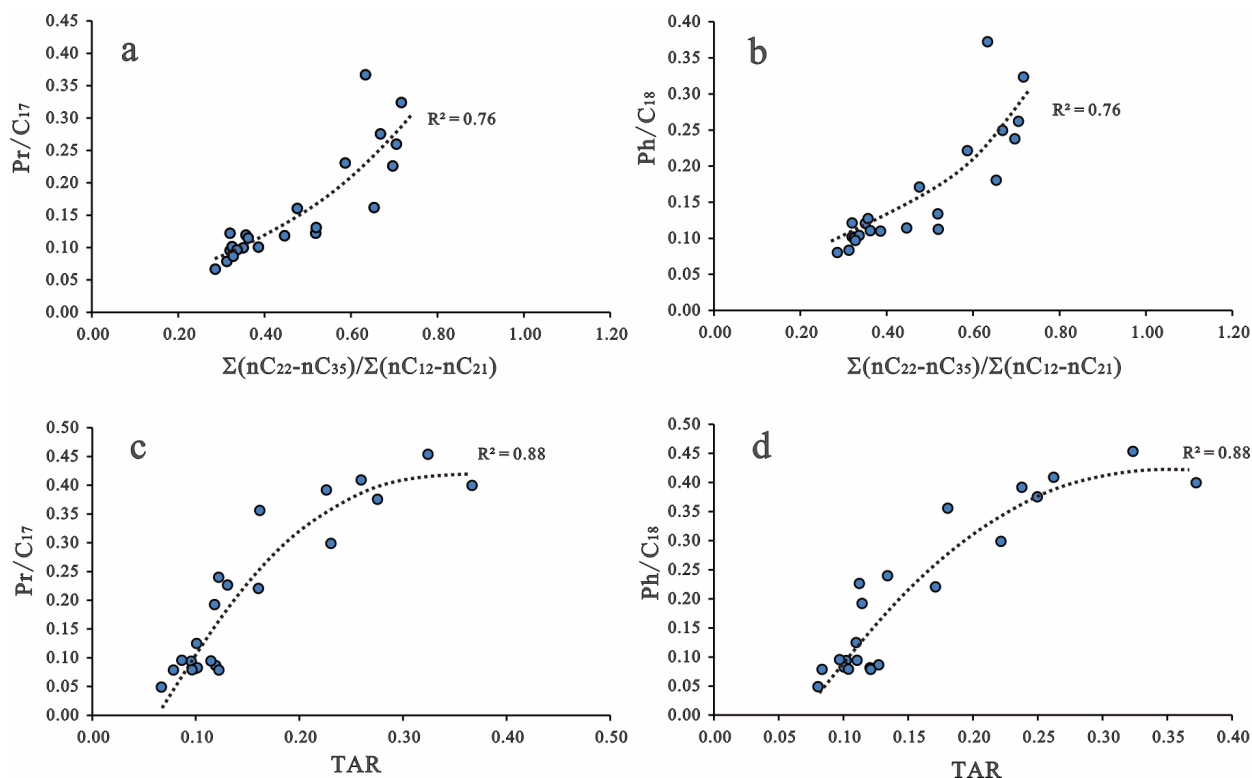 a
Pr/C₁₇
0.45
0.40
0.35
0.30
0.25
0.20
0.15
0.10
0.05
0.00
R² = 0.76
0.00 0.20 0.40 0.60 0.80 1.00 1.20
Σ(nC₂₂-nC₃₅)/Σ(nC₁₂-nC₂₁)
b
Ph/C₁₈
0.40
0.35
0.30
0.25
0.20
0.15
0.10
0.05
0.00
R² = 0.76
0.00 0.20 0.40 0.60 0.80 1.00 1.20
Σ(nC₂₂-nC₃₅)/Σ(nC₁₂-nC₂₁)
c
Pr/C₁₇
0.50
0.45
0.40
0.35
0.30
0.25
0.20
0.15
0.10
0.05
0.00
R² = 0.88
0.00 0.10 0.20 0.30 0.40 0.50
TAR
d
Ph/C₁₈
0.50
0.45
0.40
0.35
0.30
0.25
0.20
0.15
0.10
0.05
0.00
R² = 0.88
0.00 0.05 0.10 0.15 0.20 0.25 0.30 0.35 0.40
TAR